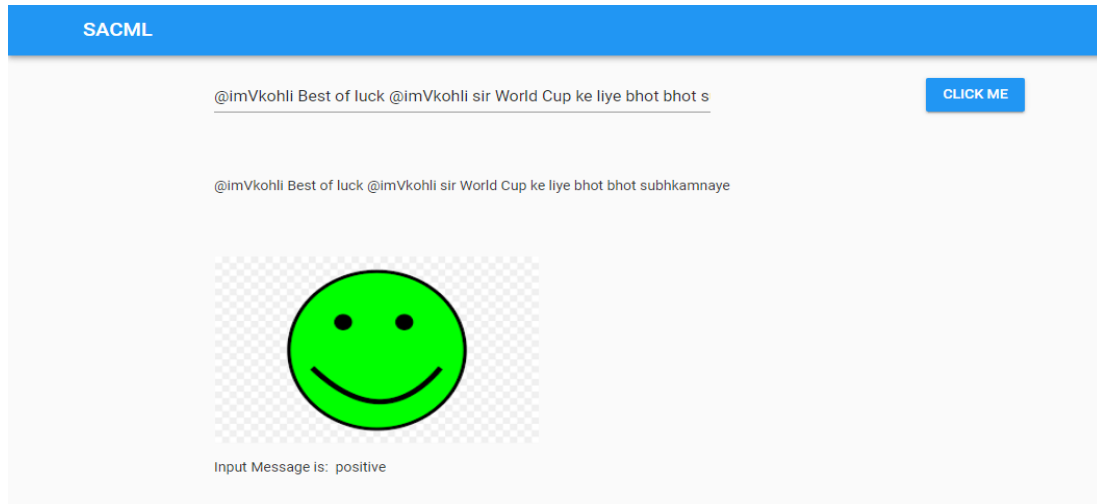 SACML
@imVkohli Best of luck @imVkohli sir World Cup ke liye bhot bhot s
CLICK ME
@imVkohli Best of luck @imVkohli sir World Cup ke liye bhot bhot subhkamnaye
Input Message is: positive